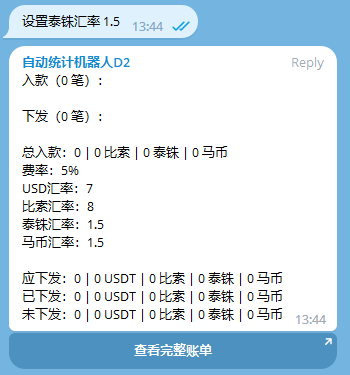 设置泰铢汇率 1.5
13:44
自动统计机器人D2
Reply
入款（0 笔）：
下发（0 笔）：
总入款：0 | 0 比索 | 0 泰铢 | 0 马币
费率：5%
USD汇率：7
比索汇率：8
泰铢汇率：1.5
马币汇率：1.5
应下发：0 | 0 USDT | 0 比索 | 0 泰铢 | 0 马币
已下发：0 | 0 USDT | 0 比索 | 0 泰铢 | 0 马币
未下发：0 | 0 USDT | 0 比索 | 0 泰铢 | 0 马币
13:44
查看完整账单